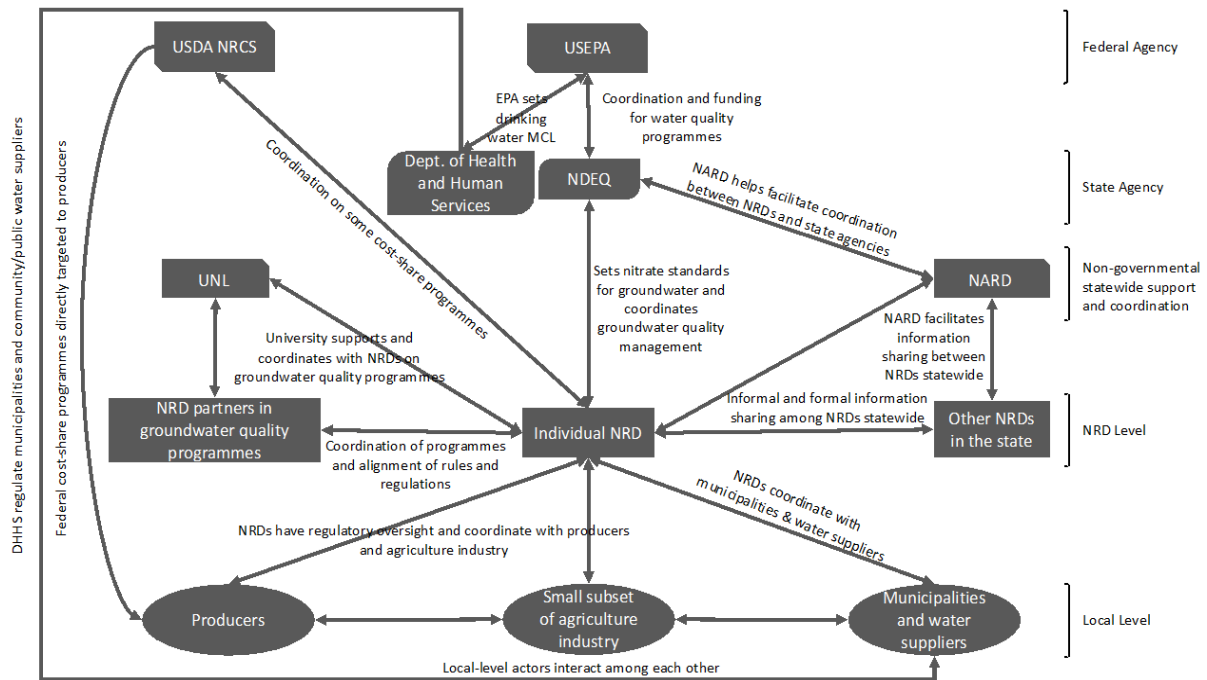 USDA NRCS
USEPA
Federal Agency
EPA sets
drinking
water MCL
Coordination and funding
for water quality
programmes
Dept. of Health
and Human
Services
NDEQ
State Agency
NARD helps facilitate coordination
between NRDs and state agencies
Coordination on some cost-share programmes
DHHS regulate municipalities and community/public water suppliers
Federal cost-share programmes directly targeted to producers
UNL
Sets nitrate standards
for groundwater and
coordinates
groundwater quality
management
NARD
Non-governmental
statewide support
and coordination
University supports and
coordinates with NRDs on
groundwater quality programmes
NARD facilitates
information
sharing between
NRDs statewide
NRD partners in
groundwater quality
programmes
Individual NRD
Informal and formal information
sharing among NRDs statewide
Other NRDs
in the state
NRD Level
Coordination of programmes
and alignment of rules and
regulations
NRDs coordinate with
municipalities & water suppliers
NRDs have regulatory oversight and coordinate with producers
and agriculture industry
Producers
Small subset
of agriculture
industry
Municipalities
and water
suppliers
Local Level
Local-level actors interact among each other